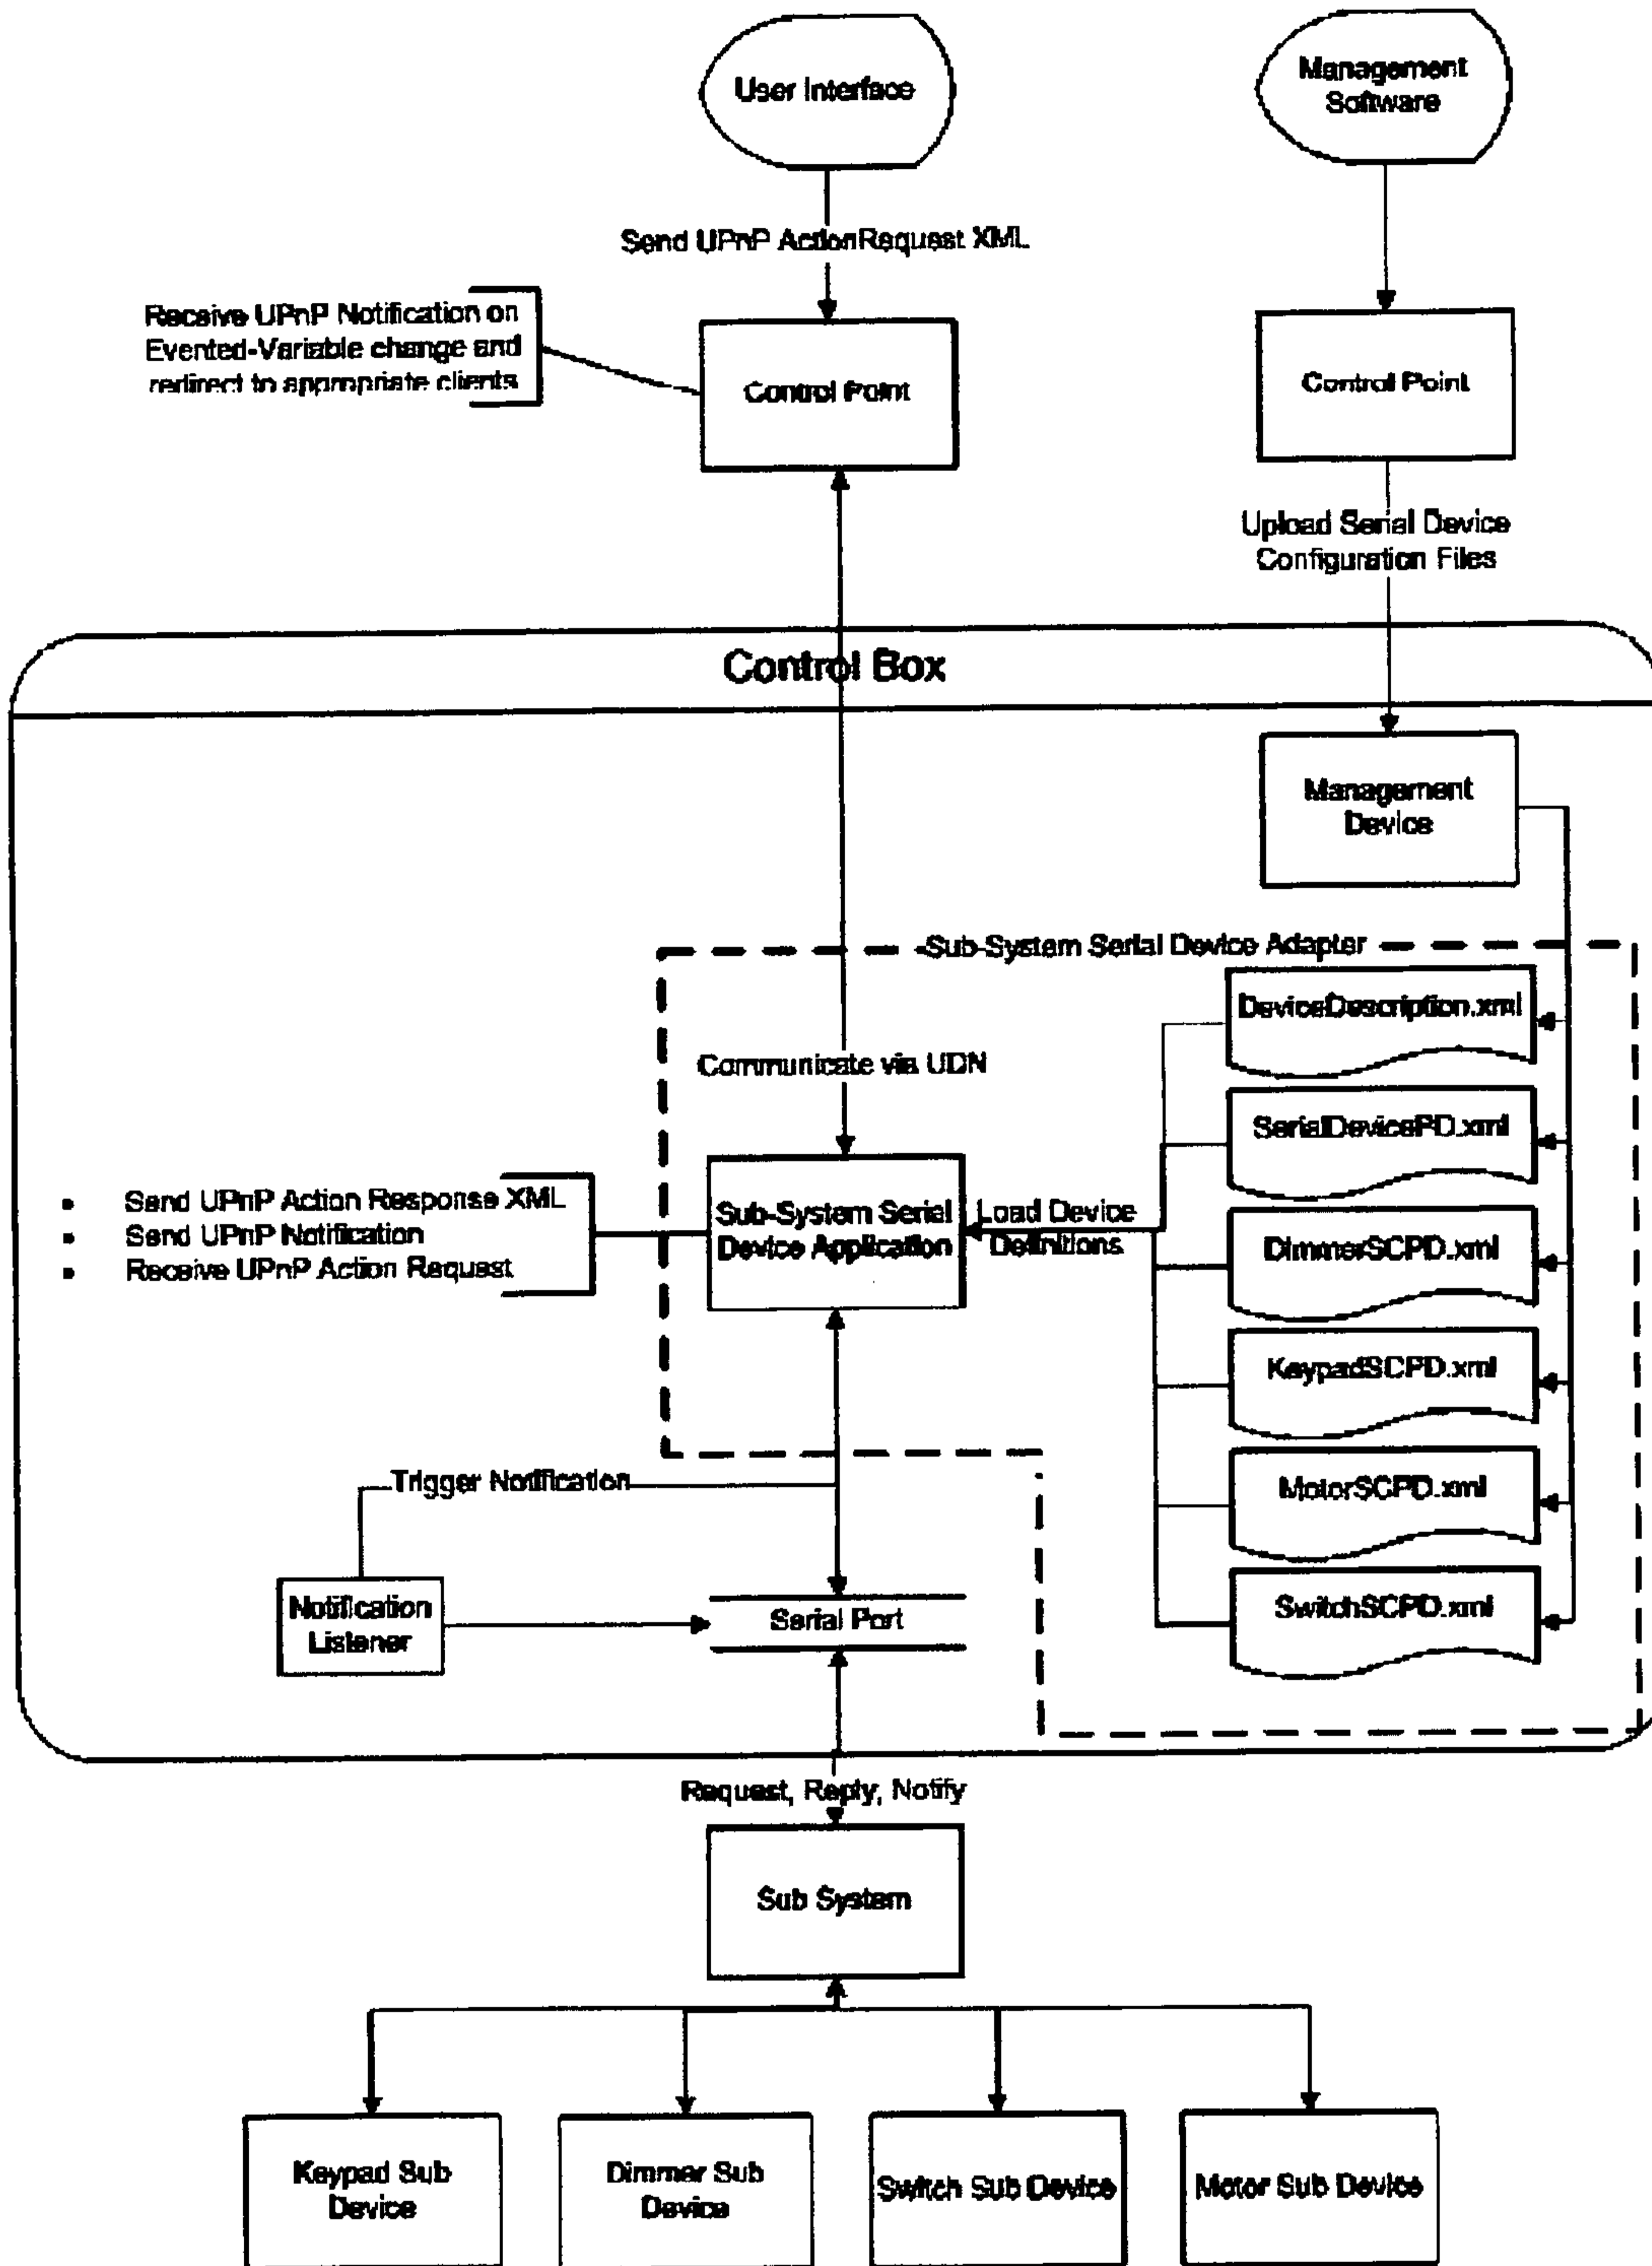 User Interface
Management
Software
Send UPnP ActionRequest XML
Receive UPnP Notification on
Evented-Variable change and
redirect to appropriate clients
Control Point
Control Point
Upload Serial Device
Configuration Files
Control Box
Management
Device
Sub-System Serial Device Adapter
DeviceDescription.xml
Communicate via UDN
SerialDevicePD.xml
▪ Send UPnP Action Response XML
▪ Send UPnP Notification
▪ Receive UPnP Action Request
Sub-System Serial
Device Application
Load Device
Definitions
DimmerSCPD.xml
KeypadSCPD.xml
Trigger Notification
MotorSCPD.xml
Notification
Listener
Serial Port
SwitchSCPD.xml
Request, Reply, Notify
Sub System
Keypad Sub
Device
Dimmer Sub
Device
Switch Sub Device
Motor Sub Device